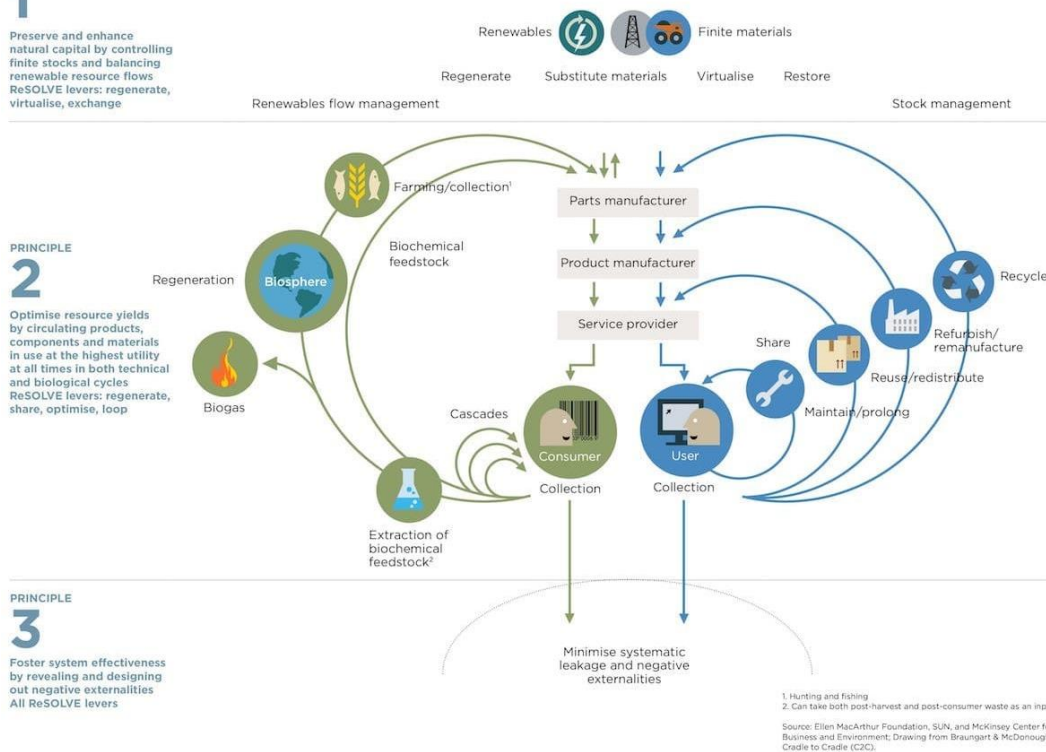 1
Preserve and enhance
natural capital by controlling
finite stocks and balancing
renewable resource flows
ReSOLVE levers: regenerate,
virtualise, exchange
Renewables
Finite materials
Regenerate Substitute materials Virtualise Restore
Renewables flow management
Stock management
PRINCIPLE
2
Optimise resource yields
by circulating products,
components and materials
in use at the highest utility
at all times in both technical
and biological cycles
ReSOLVE levers: regenerate,
share, optimise, loop
Farming/collection¹
Parts manufacturer
Biochemical
feedstock
Regeneration
Biosphere
Product manufacturer
Recycle
Service provider
Refurbish/
remanufacture
Share
Reuse/redistribute
Biogas
Maintain/prolong
Cascades
Consumer
User
Collection
Collection
Extraction of
biochemical
feedstock²
PRINCIPLE
3
Foster system effectiveness
by revealing and designing
out negative externalities
All ReSOLVE levers
Minimise systematic
leakage and negative
externalities
1. Hunting and fishing
2. Can take both post-harvest and post-consumer waste as an
Source: Ellen MacArthur Foundation, SUN, and McKinsey Center
Business and Environment; Drawing from Braungart &
Cradle to Cradle (C2C).